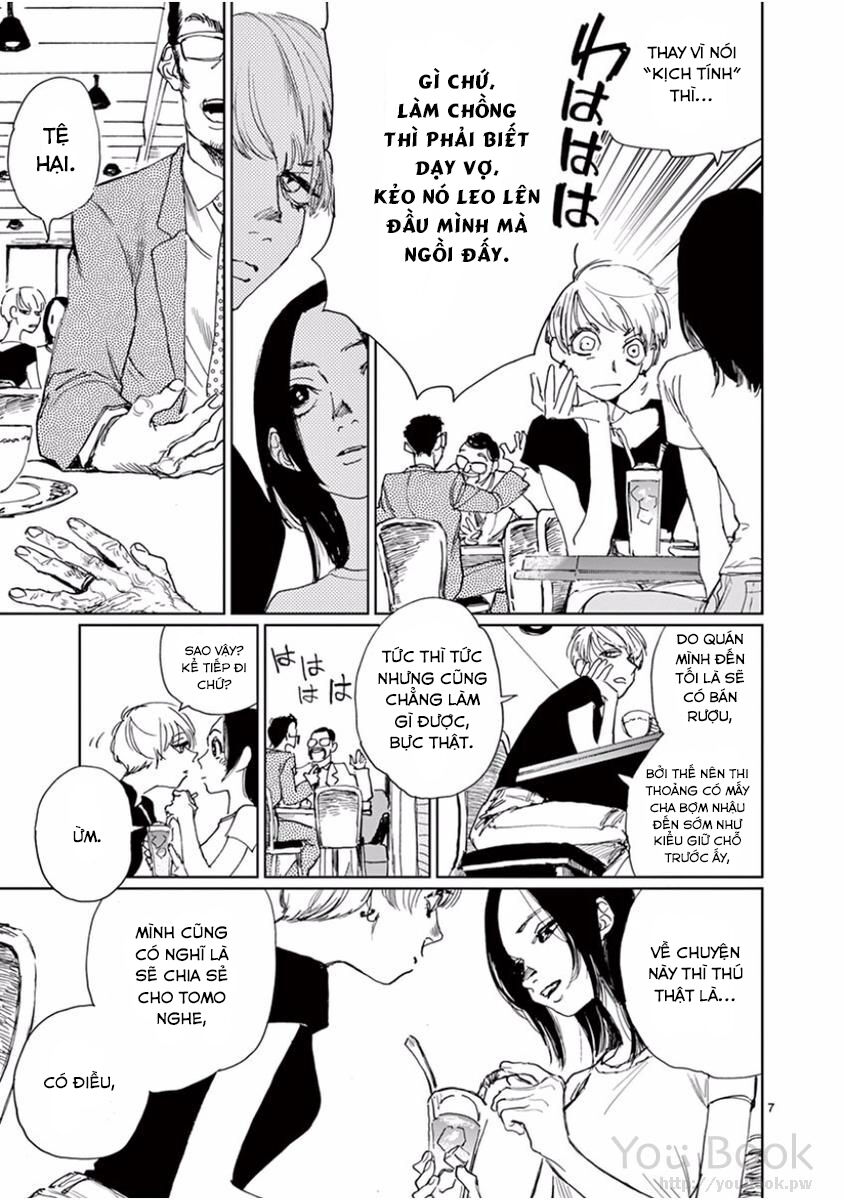 THAY VÌ NÓI
“KỊCH TÍNH”
THÌ...
わははは
GÌ CHỨ,
LÀM CHỒNG
THÌ PHẢI BIẾT
DẠY VỢ,
KẺO NÓ LEO LÊN
ĐẦU MÌNH MÀ
NGỒI ĐẤY.
TỆ
HẠI.
DO QUÁN
MÌNH ĐẾN
TỐI LÀ SẼ
CÓ BÁN
RƯỢU,
BỞI THẾ NÊN THI
THOẢNG CÓ MẤY
CHA BỢM NHẬU
ĐẾN SỚM NHƯ
KIỂU GIỮ CHỖ
TRƯỚC ẤY,
TỨC THÌ TỨC
NHƯNG CŨNG
CHẲNG LÀM
GÌ ĐƯỢC,
BỰC THẬT.
はははは
SAO VẬY?
KỂ TIẾP ĐI
CHỨ?
ỪM.
VỀ CHUYỆN
NÀY THÌ THÚ
THẬT LÀ...
MÌNH CŨNG
CÓ NGHĨ LÀ
SẼ CHIA SẺ
CHO TOMO
NGHE,
CÓ ĐIỀU,
7
You Book
http://youbook.pw